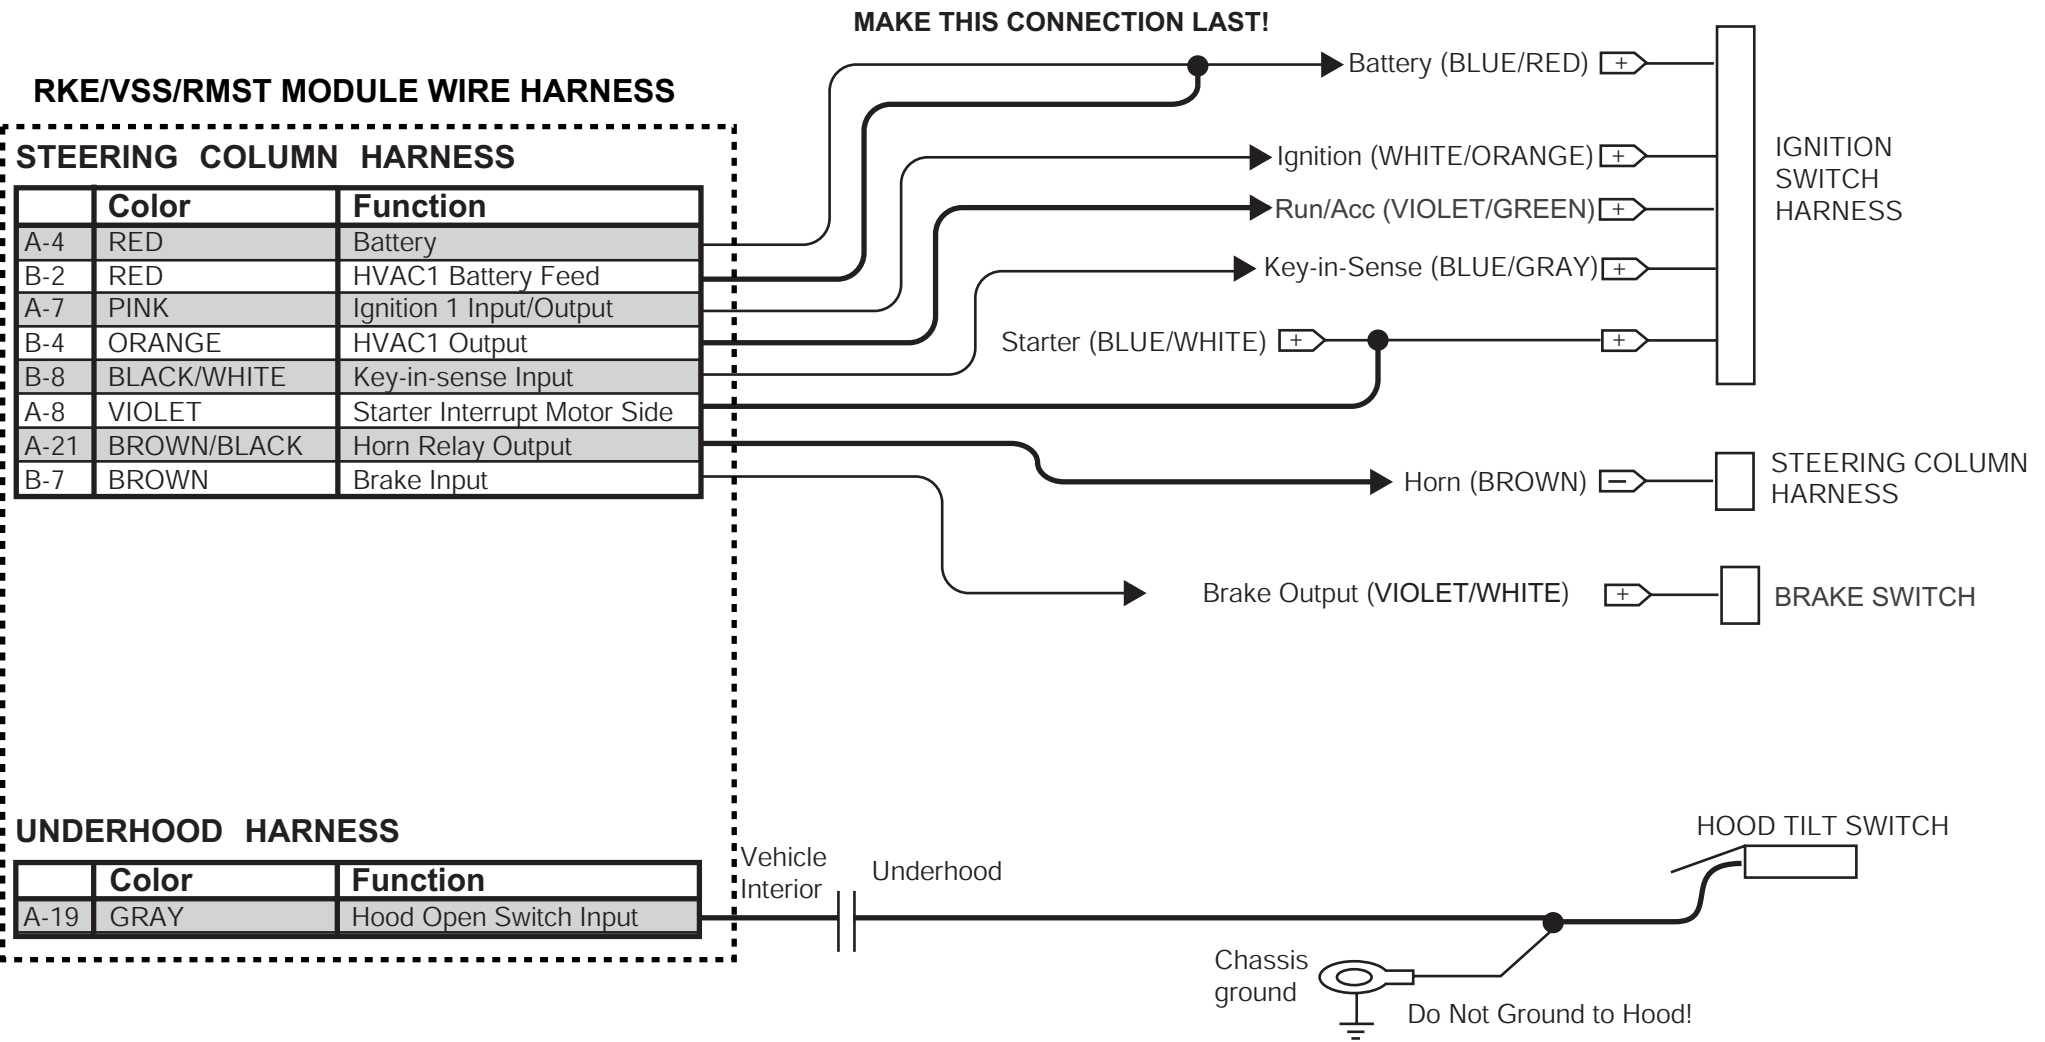 MAKE THIS CONNECTION LAST!
RKE/VSS/RMST MODULE WIRE HARNESS
STEERING COLUMN HARNESS
Color Function
A-4 RED Battery
B-2 RED HVAC1 Battery Feed
A-7 PINK Ignition 1 Input/Output
B-4 ORANGE HVAC1 Output
B-8 BLACK/WHITE Key-in-sense Input
A-8 VIOLET Starter Interrupt Motor Side
A-21 BROWN/BLACK Horn Relay Output
B-7 BROWN Brake Input
Battery (BLUE/RED) +
Ignition (WHITE/ORANGE) +
Run/Acc (VIOLET/GREEN) +
Key-in-Sense (BLUE/GRAY) +
Starter (BLUE/WHITE) + +
IGNITION
SWITCH
HARNESS
Horn (BROWN) −
STEERING COLUMN
HARNESS
Brake Output (VIOLET/WHITE) +
BRAKE SWITCH
UNDERHOOD HARNESS
Color Function
A-19 GRAY Hood Open Switch Input
Vehicle
Interior
Underhood
HOOD TILT SWITCH
Chassis
ground
Do Not Ground to Hood!